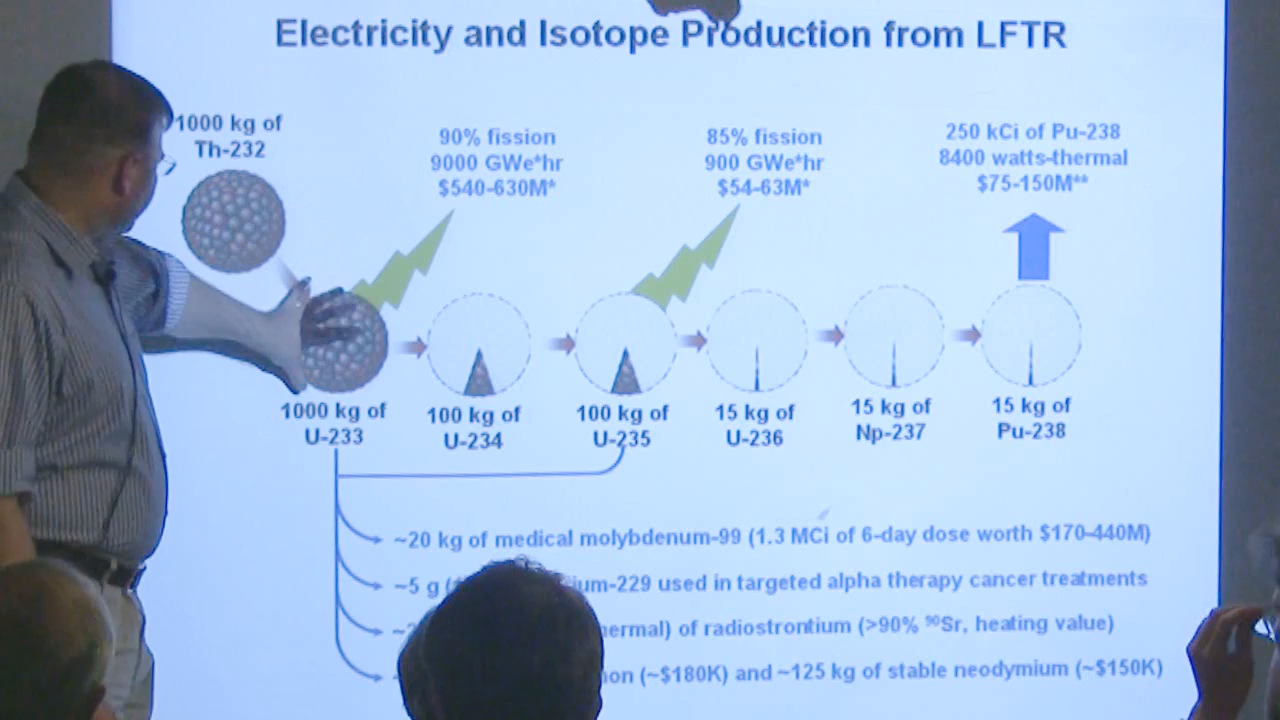 Electricity and Isotope Production from LFTR
1000 kg of
Th-232
90% fission
9000 GWe*hr
$540-630M*
85% fission
900 GWe*hr
$54-63M*
250 kCi of Pu-238
8400 watts-thermal
$75-150M**
1000 kg of
U-233
100 kg of
U-234
100 kg of
U-235
15 kg of
U-236
15 kg of
Np-237
15 kg of
Pu-238
~20 kg of medical molybdenum-99 (1.3 MCi of 6-day dose worth $170-440M)
~5 g used in targeted alpha therapy cancer treatments
of radiostrontium (>90% ⁹⁰Sr, heating value)
(~$180K) and ~125 kg of stable neodymium (~$150K)